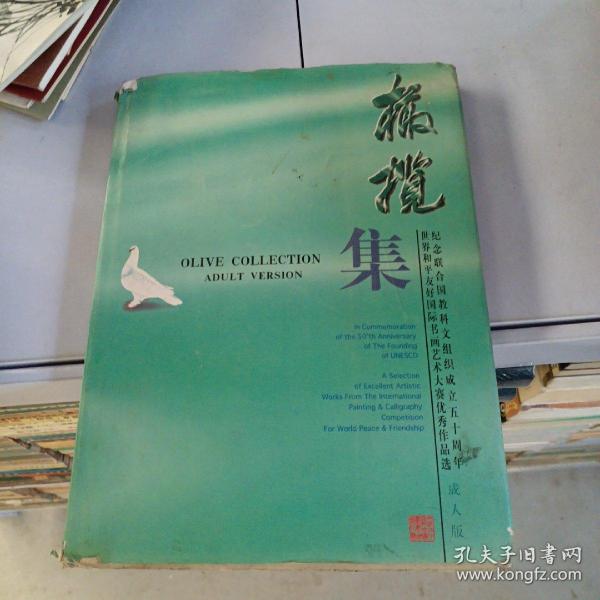 橄榄
集
OLIVE COLLECTION
ADULT VERSION
纪念联合国教科文组织成立五十周年
世界和平友好国际书画艺术大赛优秀作品选
成人版
In Commemoration
of the 50'th Anniversary
of The Founding
of UNESCO
A Selection
of Excellent Artistic
Works From The International
Painting & Calligraphy
Competition
For World Peace & Friendship
孔夫子旧书网
www.kongfz.com